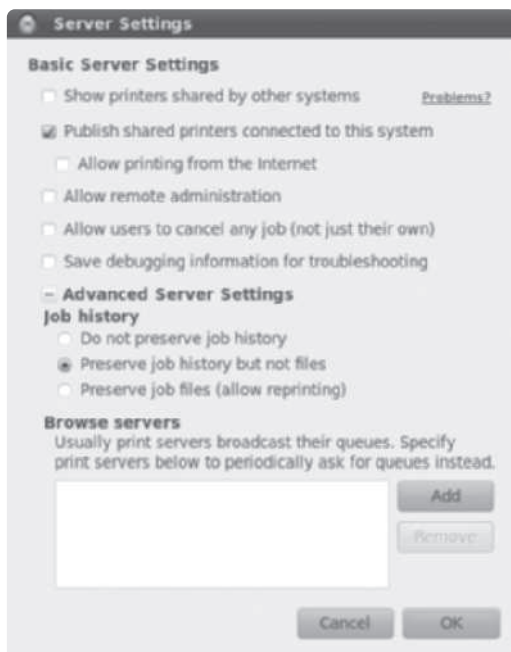 Server Settings
Basic Server Settings
Show printers shared by other systems Problems?
Publish shared printers connected to this system
Allow printing from the Internet
Allow remote administration
Allow users to cancel any job (not just their own)
Save debugging information for troubleshooting
Advanced Server Settings
Job history
Do not preserve job history
Preserve job history but not files
Preserve job files (allow reprinting)
Browse servers
Usually print servers broadcast their queues. Specify
print servers below to periodically ask for queues instead.
Add
Remove
Cancel OK